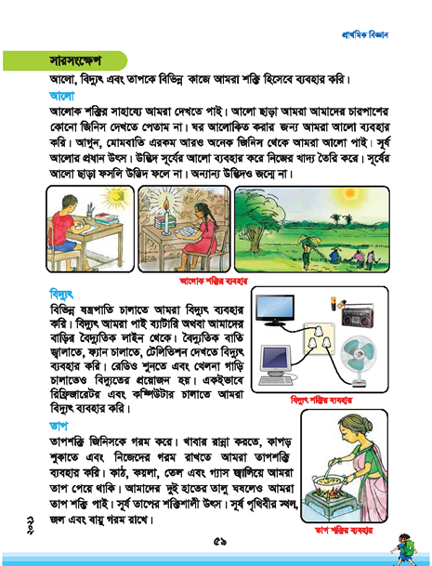 প্রাথমিক বিজ্ঞান
সারসংক্ষেপ
আলো, বিদ্যুৎ এবং তাপকে বিভিন্ন কাজে আমরা শক্তি হিসেবে ব্যবহার করি।
আলো
আলোক শক্তির সাহায্যে আমরা দেখতে পাই। আলো ছাড়া আমরা আমাদের চারপাশের
কোনো জিনিস দেখতে পেতাম না। ঘর আলোকিত করার জন্য আমরা আলো ব্যবহার
করি। আগুন, মোমবাতি এরকম আরও অনেক জিনিস থেকে আমরা আলো পাই। সূর্য
আলোর প্রধান উৎস। উদ্ভিদ সূর্যের আলো ব্যবহার করে নিজের খাদ্য তৈরি করে। সূর্যের
আলো ছাড়া ফসলি উদ্ভিদ ফলে না। অন্যান্য উদ্ভিদও জন্মে না।
আলোক শক্তির ব্যবহার
বিদ্যুৎ
বিভিন্ন যন্ত্রপাতি চালাতে আমরা বিদ্যুৎ ব্যবহার
করি। বিদ্যুৎ আমরা পাই ব্যাটারি অথবা আমাদের
বাড়ির বৈদ্যুতিক লাইন থেকে। বৈদ্যুতিক বাতি
জ্বালাতে, ফ্যান চালাতে, টেলিভিশন দেখতে বিদ্যুৎ
ব্যবহার করি। রেডিও শুনতে এবং খেলনা গাড়ি
চালাতেও বিদ্যুতের প্রয়োজন হয়। একইভাবে
রিফ্রিজারেটর এবং কম্পিউটার চালাতে আমরা
বিদ্যুৎ ব্যবহার করি।
বিদ্যুৎ শক্তির ব্যবহার
তাপ
তাপশক্তি জিনিসকে গরম করে। খাবার রান্না করতে, কাপড়
শুকাতে এবং নিজেদের গরম রাখতে আমরা তাপশক্তি
ব্যবহার করি। কাঠ, কয়লা, তেল এবং গ্যাস জ্বালিয়ে আমরা
তাপ পেয়ে থাকি। আমাদের দুই হাতের তালু ঘষলেও আমরা
তাপ শক্তি পাই। সূর্য তাপের শক্তিশালী উৎস। সূর্য পৃথিবীর স্থল,
জল এবং বায়ু গরম রাখে।
তাপ শক্তির ব্যবহার
২০২১
৫৯